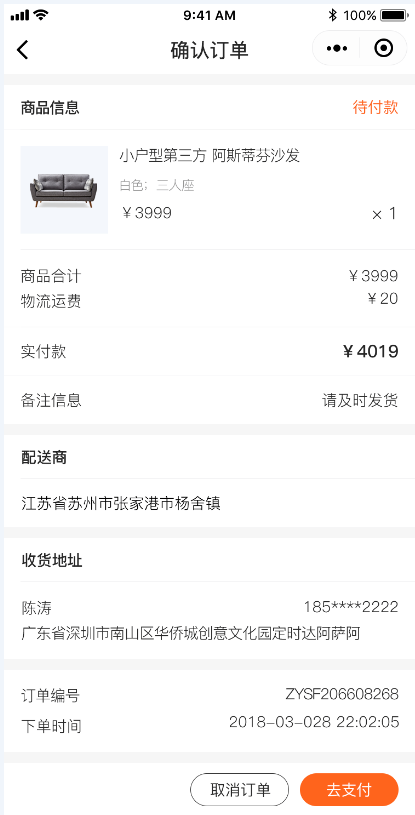 9:41 AM 100%
确认订单
商品信息 待付款
小户型第三方 阿斯蒂芬沙发
白色；三人座
￥3999 × 1
商品合计 ￥3999
物流运费 ￥20
实付款 ￥4019
备注信息 请及时发货
配送商
江苏省苏州市张家港市杨舍镇
收货地址
陈涛 185****2222
广东省深圳市南山区华侨城创意文化园定时达阿萨阿
订单编号 ZYSF206608268
下单时间 2018-03-028 22:02:05
取消订单 去支付